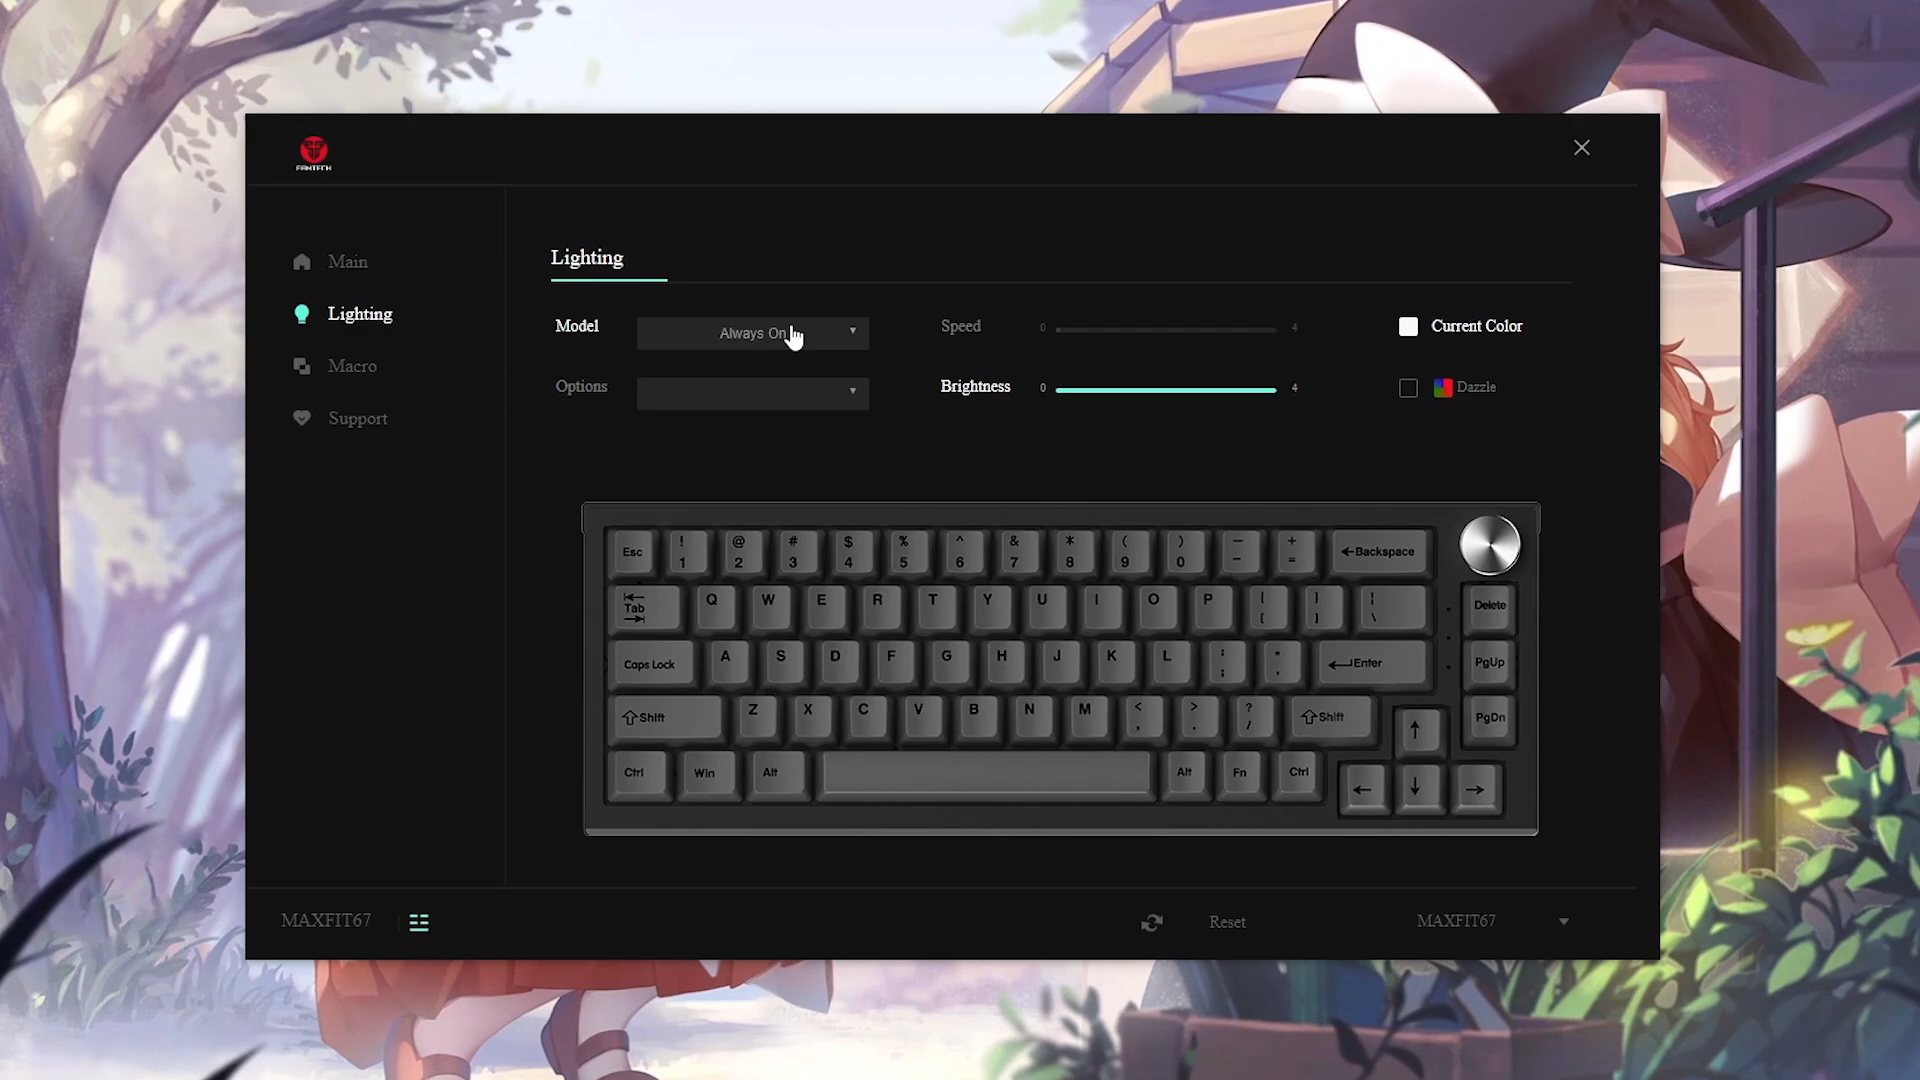 FANTECH
Main
Lighting
Macro
Support
Lighting
Model
Always On
Speed
0
4
Current Color
Options
Brightness
0
4
Dazzle
Esc
! 1
@ 2
# 3
$ 4
% 5
^ 6
& 7
* 8
( 9
) 0
+ =
←Backspace
Tab
Q W E R T Y U I O P
[ ] \
Delete
Caps Lock
A S D F G H J K L
; :
←Enter
PgUp
⇧Shift
Z X C V B N M
< ,
> .
? /
⇧Shift
↑
PgDn
Ctrl
Win
Alt
Alt
Fn
Ctrl
← ↓ →
MAXFIT67
Reset
MAXFIT67